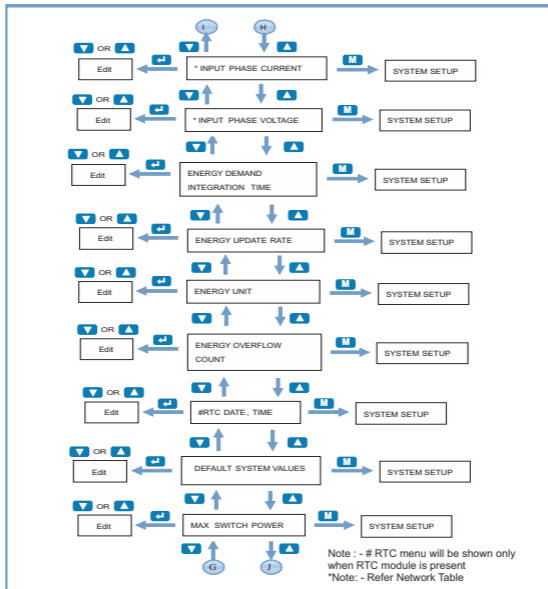 I H
OR
Edit * INPUT PHASE CURRENT M SYSTEM SETUP
OR
Edit * INPUT PHASE VOLTAGE M SYSTEM SETUP
OR
Edit ENERGY DEMAND INTEGRATION TIME M SYSTEM SETUP
OR
Edit ENERGY UPDATE RATE M SYSTEM SETUP
OR
Edit ENERGY UNIT M SYSTEM SETUP
OR
Edit ENERGY OVERFLOW COUNT M SYSTEM SETUP
OR
Edit #RTC DATE, TIME M SYSTEM SETUP
OR
Edit DEFAULT SYSTEM VALUES M SYSTEM SETUP
OR
Edit MAX SWITCH POWER M SYSTEM SETUP
G J
Note : - # RTC menu will be shown only
when RTC module is present
*Note: - Refer Network Table